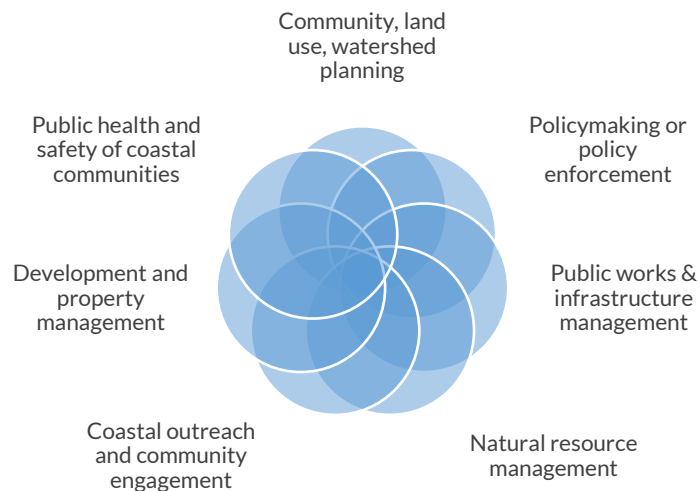 Community, land
use, watershed
planning
Public health and
safety of coastal
communities
Policymaking or
policy
enforcement
Development and
property
management
Public works &
infrastructure
management
Coastal outreach
and community
engagement
Natural resource
management